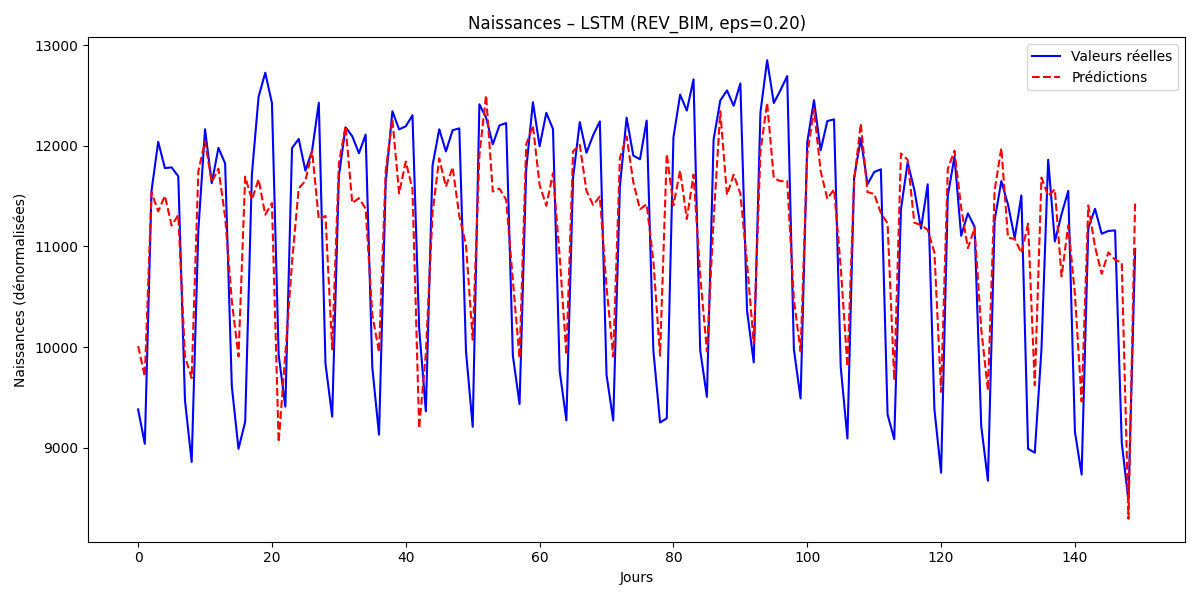 Naissances – LSTM (REV_BIM, eps=0.20)
Valeurs réelles
Prédictions
Naissances (dénormalisées)
13000
12000
11000
10000
9000
0 20 40 60 80 100 120 140
Jours